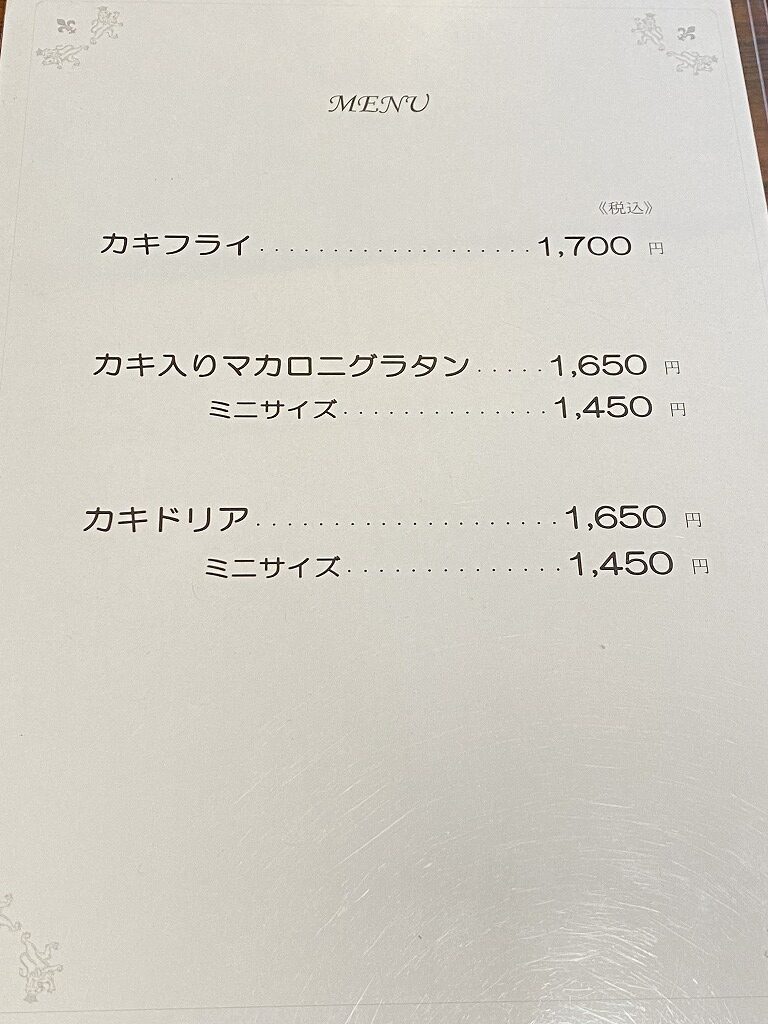 MENU
《税込》
カキフライ....................1,700 円
カキ入りマカロニグラタン.....1,650 円
ミニサイズ...............1,450 円
カキドリア......................1,650 円
ミニサイズ...............1,450 円